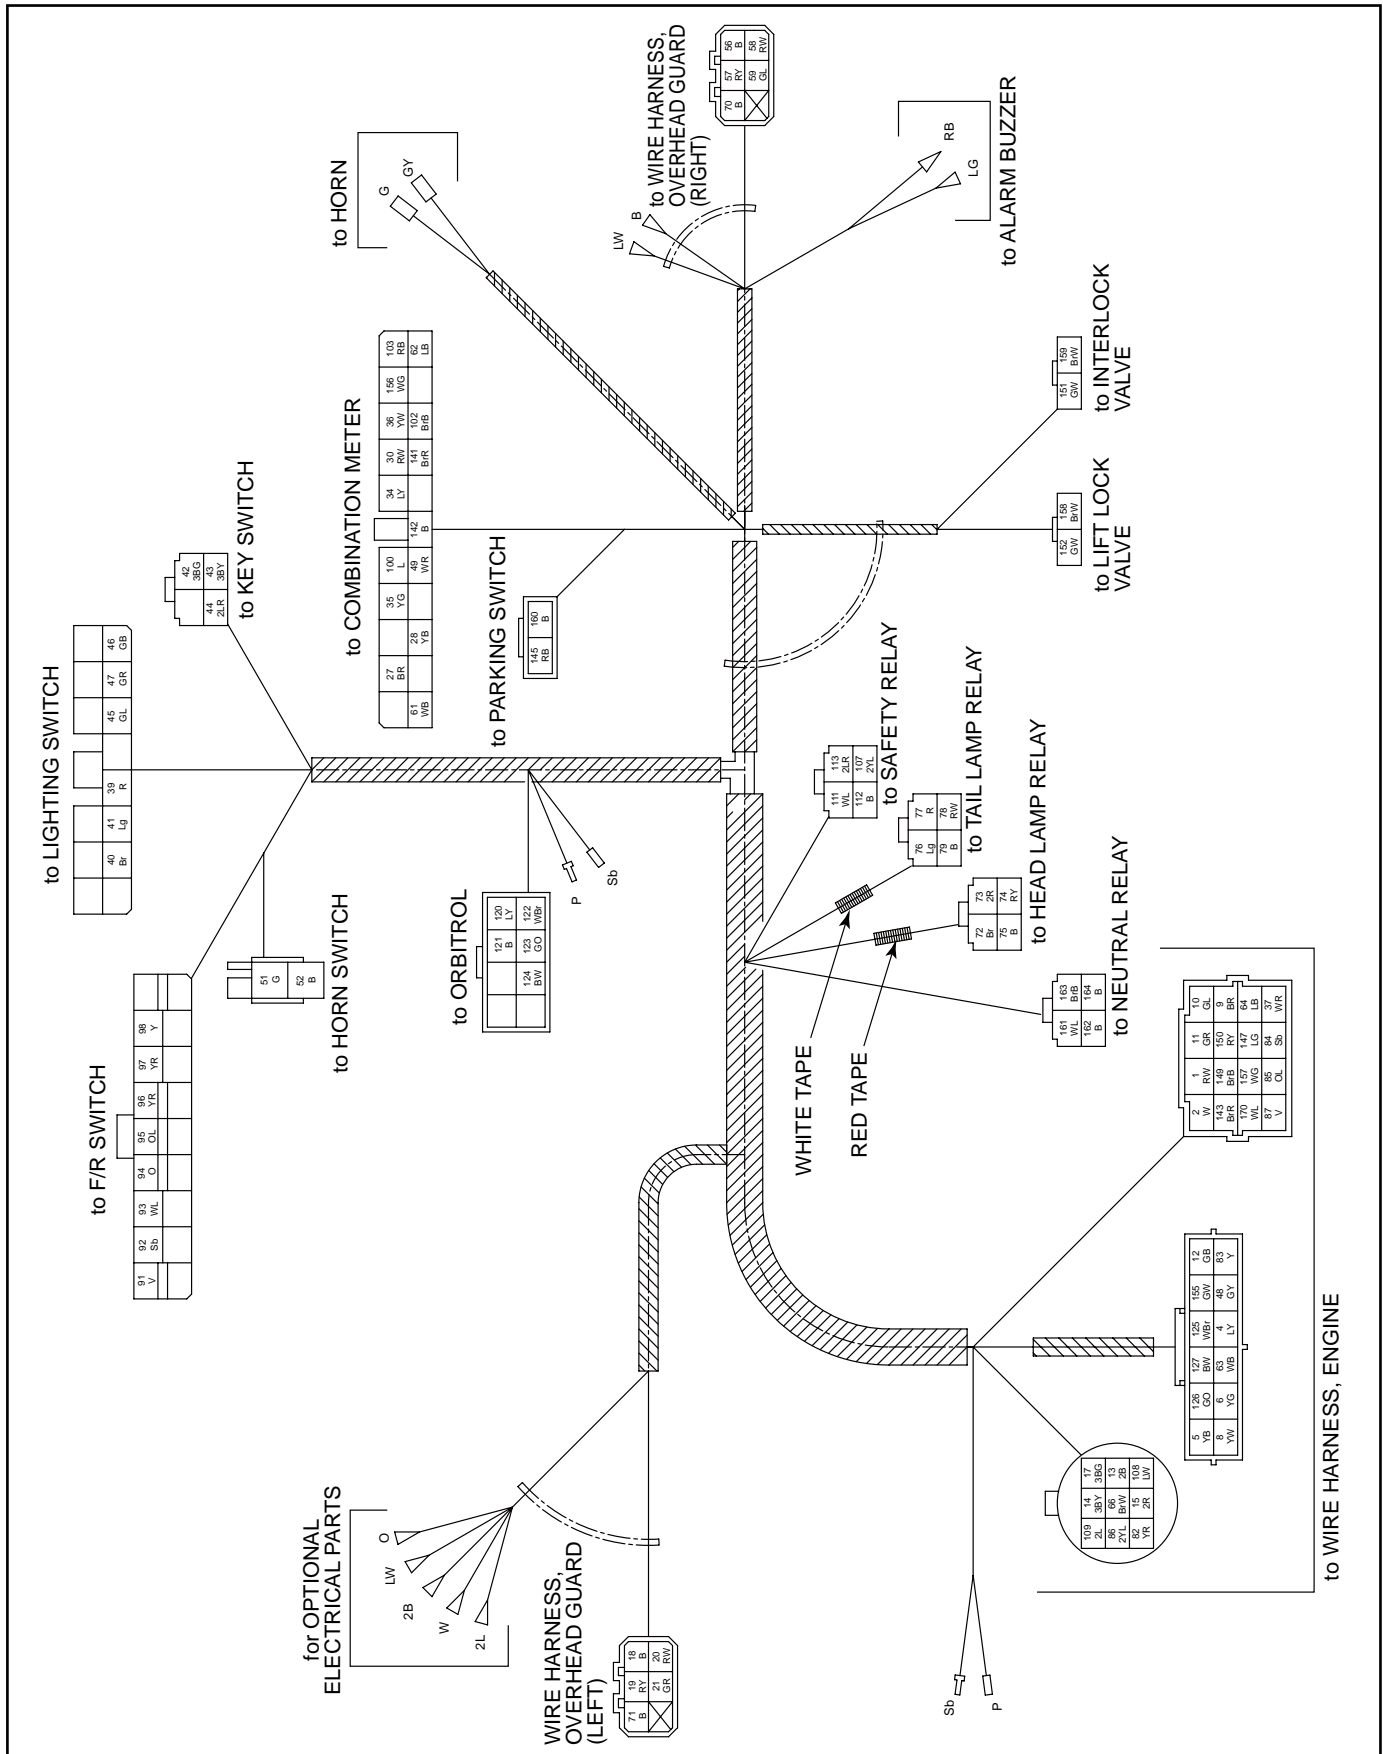 for OPTIONAL
ELECTRICAL PARTS
O
LW
2B
W
2L
WIRE HARNESS,
OVERHEAD GUARD
(LEFT)
71 B
19 RY
18 B
21 GR
20 RW
to F/R SWITCH
91 V
92 Sb
93 WL
94 O
95 OL
96 YR
97 YR
98 Y
to LIGHTING SWITCH
40 Br
41 Lg
39 R
45 GL
47 GR
46 GB
to HORN SWITCH
51 G
52 B
to KEY SWITCH
42 3BG
44 2LR
43 3BY
to ORBITROL
121 B
120 LY
124 BW
123 GO
122 WBr
P
Sb
to COMBINATION METER
27 BR
35 YG
100 L
34 LY
30 RW
36 YW
156 WG
103 RB
61 WB
28 YB
49 WR
142 B
141 BrR
102 BrB
62 LB
to PARKING SWITCH
145 RB
160 B
to HORN
G
GY
LW
B
to WIRE HARNESS,
OVERHEAD GUARD
(RIGHT)
70 B
57 RY
56 B
59 GL
58 RW
to ALARM BUZZER
RB
LG
to INTERLOCK
VALVE
151 GW
159 BrW
to LIFT LOCK
VALVE
152 GW
158 BrW
to SAFETY RELAY
111 WL
113 2LR
112 B
107 2YL
to TAIL LAMP RELAY
76 Lg
77 R
79 B
78 RW
to HEAD LAMP RELAY
72 Br
73 2R
75 B
74 RY
to NEUTRAL RELAY
161 WL
163 BrB
162 B
164 B
WHITE TAPE
RED TAPE
2 W
1 RW
11 GR
10 GL
143 BrR
149 BrB
150 RY
9 BR
170 WL
157 WG
147 LG
64 LB
87 V
85 OL
84 Sb
37 WR
5 YB
126 GO
127 BW
125 WBr
155 GW
12 GB
8 YW
6 YG
63 WB
4 LY
48 GY
83 Y
109 2L
14 3BY
17 3BG
86 2YL
66 BrW
13 2B
82 YR
15 2R
108 LW
to WIRE HARNESS, ENGINE
Sb
P